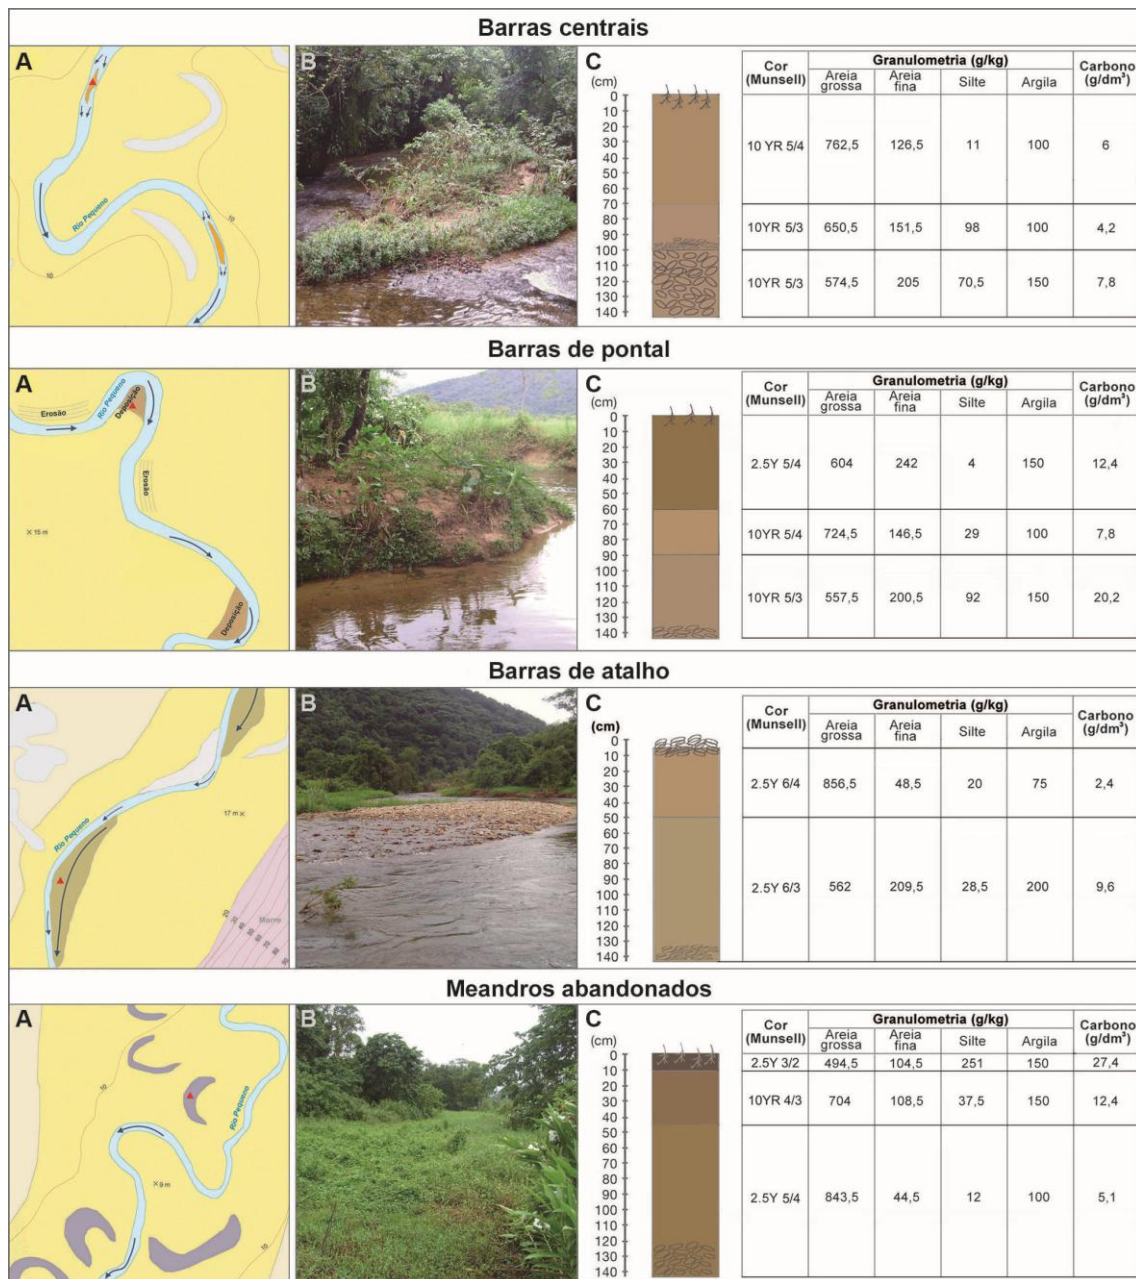 Barras centrais
A
Rio Pequeno
10
10
B
C
(cm)
0
10
20
30
40
50
60
70
80
90
100
110
120
130
140
Cor (Munsell) Granulometria (g/kg) Carbono (g/dm³)
Areia grossa Areia fina Silte Argila
10 YR 5/4 762,5 126,5 11 100 6
10YR 5/3 650,5 151,5 98 100 4,2
10YR 5/3 574,5 205 70,5 150 7,8
Barras de pontal
A
Erosão
Rio Pequeno
Deposição
Erosão
15 m
Deposição
B
C
(cm)
0
10
20
30
40
50
60
70
80
90
100
110
120
130
140
Cor (Munsell) Granulometria (g/kg) Carbono (g/dm³)
Areia grossa Areia fina Silte Argila
2.5Y 5/4 604 242 4 150 12,4
10YR 5/4 724,5 146,5 29 100 7,8
10YR 5/3 557,5 200,5 92 150 20,2
Barras de atalho
A
17 m
Rio Pequeno
Morro
20
30
40
50
60
70
80
90
B
C
(cm)
0
10
20
30
40
50
60
70
80
90
100
110
120
130
140
Cor (Munsell) Granulometria (g/kg) Carbono (g/dm³)
Areia grossa Areia fina Silte Argila
2.5Y 6/4 856,5 48,5 20 75 2,4
2.5Y 6/3 562 209,5 28,5 200 9,6
Meandros abandonados
A
10
Rio Pequeno
9 m
10
B
C
(cm)
0
10
20
30
40
50
60
70
80
90
100
110
120
130
140
Cor (Munsell) Granulometria (g/kg) Carbono (g/dm³)
Areia grossa Areia fina Silte Argila
2.5Y 3/2 494,5 104,5 251 150 27,4
10YR 4/3 704 108,5 37,5 150 12,4
2.5Y 5/4 843,5 44,5 12 100 5,1